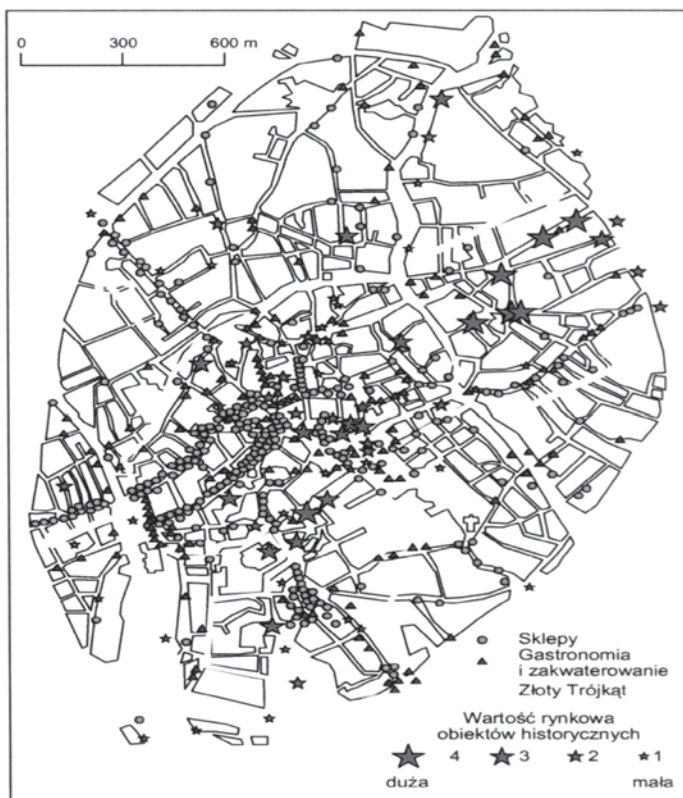 0 300 600 m
Sklepy
Gastronomia
i zakwaterowanie
Złoty Trójkąt
Wartość rynkowa
obiektów historycznych
4 3 2 1
duża mała